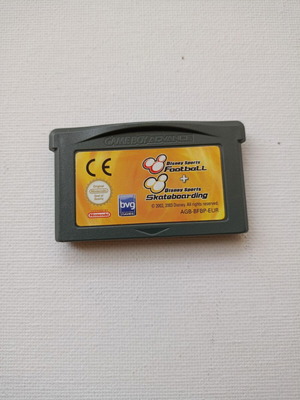 GAME BOY ADVANCE
CE
Disney Sports
Football
+
Disney Sports
Skateboarding
Nintendo
bvg
© 2002, 2003 Disney. All rights reserved.
AGB-BFBP-EUR